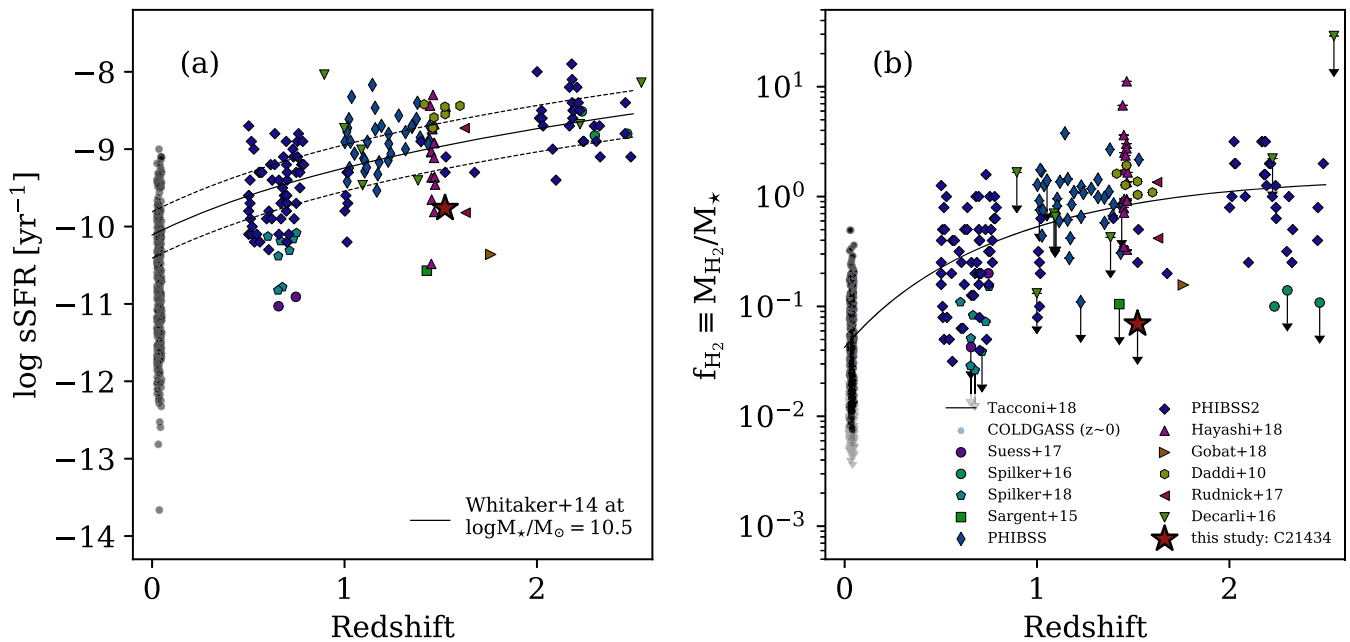 (a)
log sSFR [yr⁻¹]
−8
−9
−10
−11
−12
−13
−14
0
1
2
Redshift
Whitaker+14 at
logM⋆/M⊙ = 10.5
(b)
f_H₂ ≡ M_H₂/M⋆
10¹
10⁰
10⁻¹
10⁻²
10⁻³
0
1
2
Redshift
Tacconi+18
COLDGASS (z~0)
Suess+17
Spilker+16
Spilker+18
Sargent+15
PHIBSS
PHIBSS2
Hayashi+18
Gobat+18
Daddi+10
Rudnick+17
Decarli+16
this study: C21434